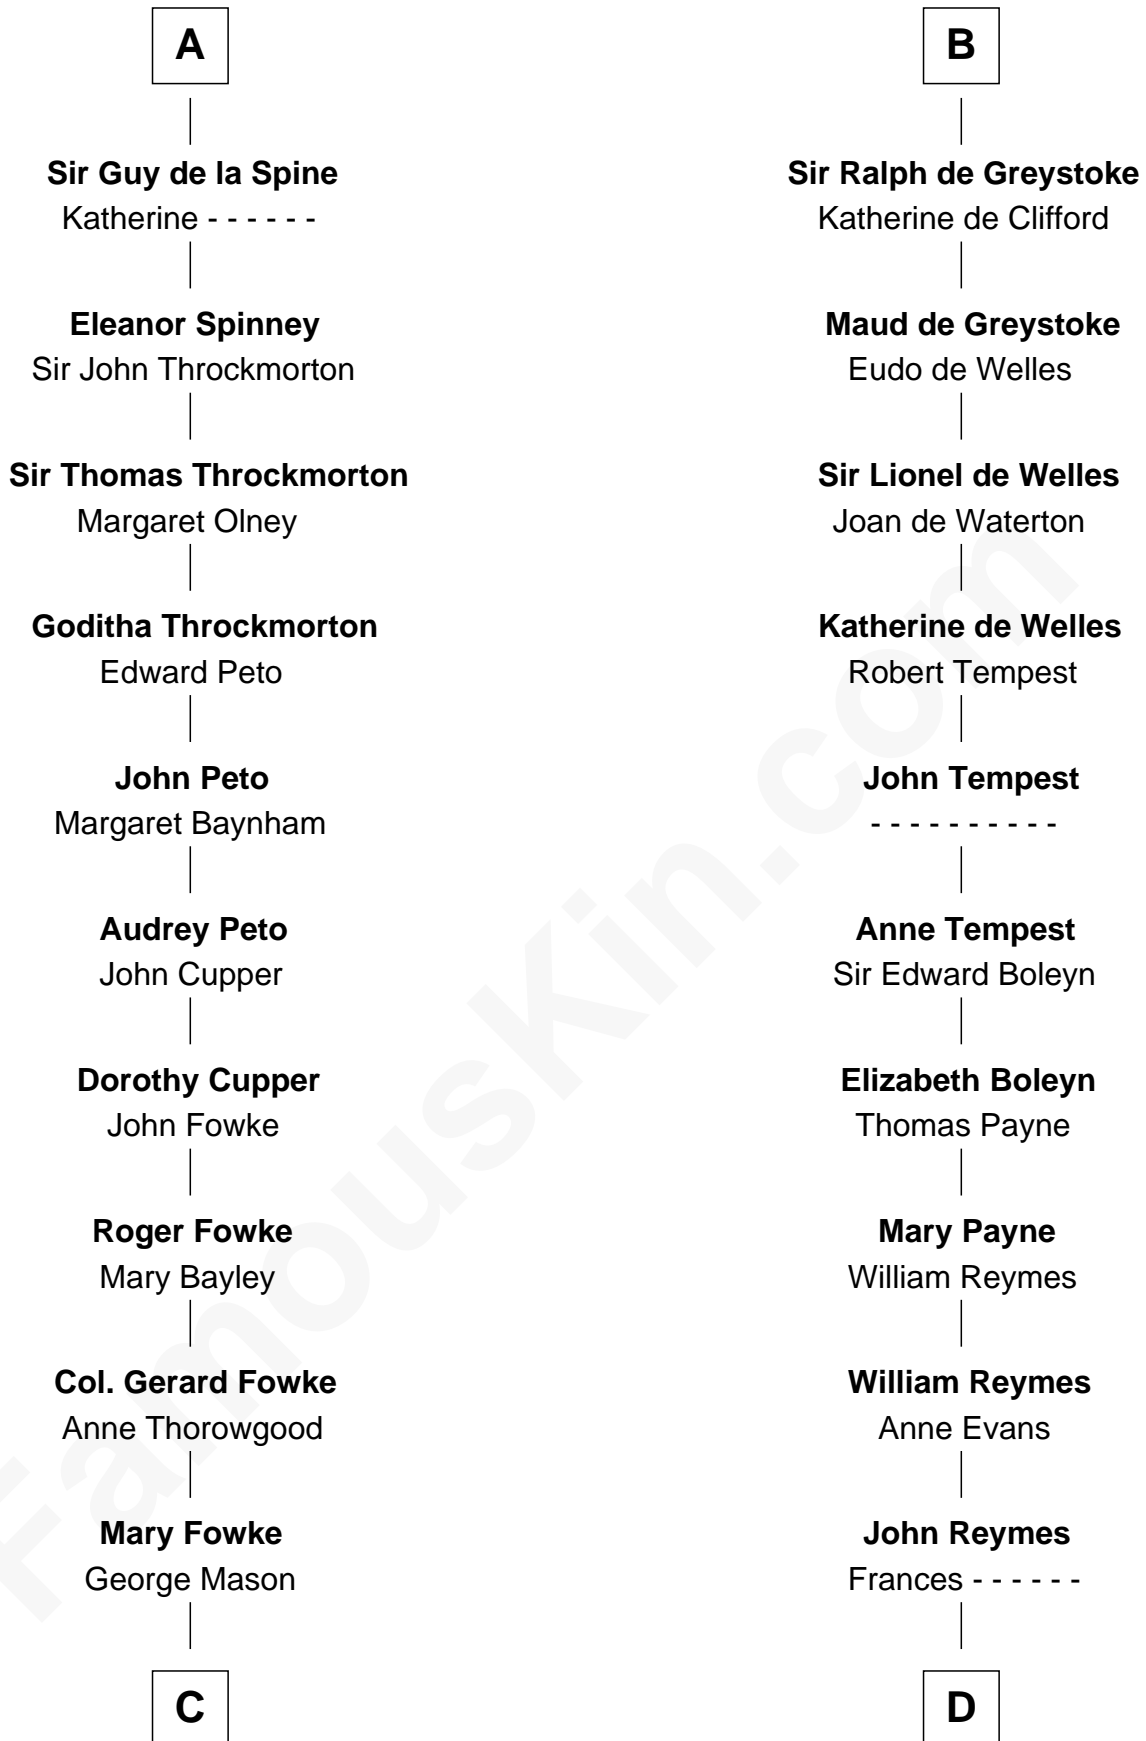 A
Sir Guy de la Spine
Katherine - - - - - -
Eleanor Spinney
Sir John Throckmorton
Sir Thomas Throckmorton
Margaret Olney
Goditha Throckmorton
Edward Peto
John Peto
Margaret Baynham
Audrey Peto
John Cupper
Dorothy Cupper
John Fowke
Roger Fowke
Mary Bayley
Col. Gerard Fowke
Anne Thorowgood
Mary Fowke
George Mason
C
B
Sir Ralph de Greystoke
Katherine de Clifford
Maud de Greystoke
Eudo de Welles
Sir Lionel de Welles
Joan de Waterton
Katherine de Welles
Robert Tempest
John Tempest
- - - - - - - - - -
Anne Tempest
Sir Edward Boleyn
Elizabeth Boleyn
Thomas Payne
Mary Payne
William Reymes
William Reymes
Anne Evans
John Reymes
Frances - - - - - -
D
FamousKin.com